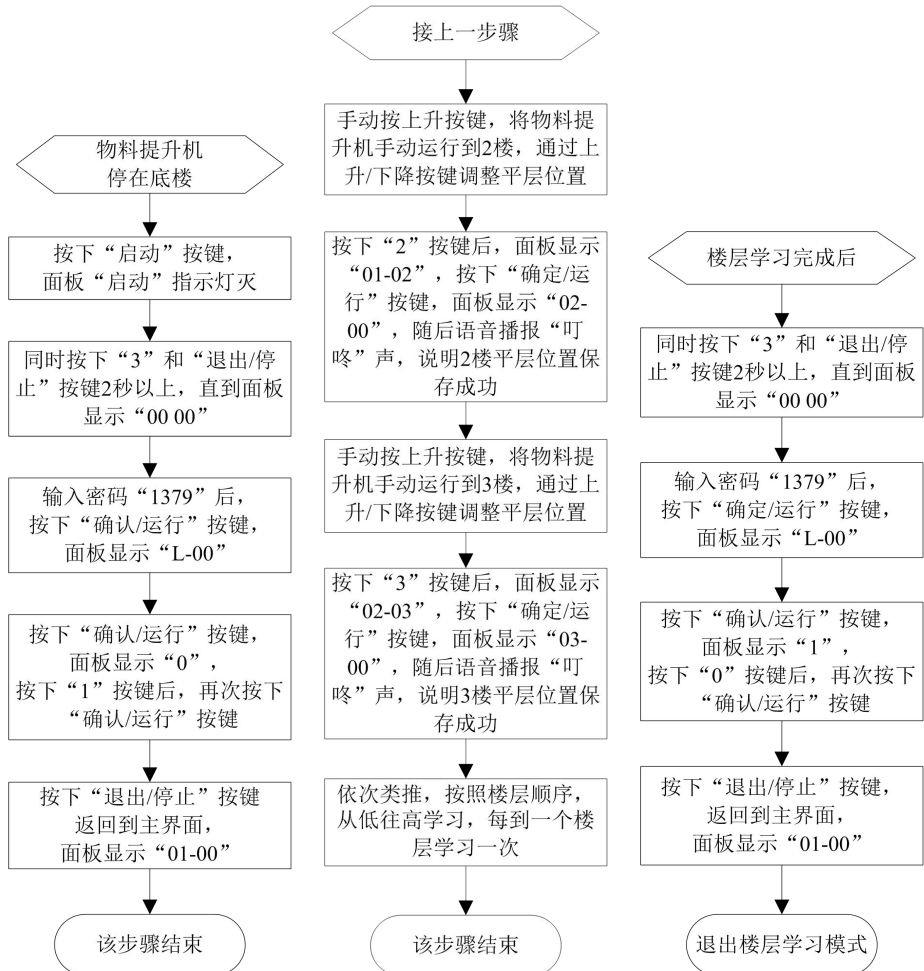 物料提升机
停在底楼
按下“启动”按键，
面板“启动”指示灯灭
同时按下“3”和“退出/停
止”按键2秒以上，直到面板
显示“00 00”
输入密码“1379”后，
按下“确认/运行”按键，
面板显示“L-00”
按下“确认/运行”按键，
面板显示“0”，
按下“1”按键后，再次按下
“确认/运行”按键
按下“退出/停止”按键
返回到主界面，
面板显示“01-00”
该步骤结束
接上一步骤
手动按上升按键，将物料提
升机手动运行到2楼，通过上
升/下降按键调整平层位置
按下“2”按键后，面板显示
“01-02”，按下“确定/运
行”按键，面板显示“02-
00”，随后语音播报“叮
咚”声，说明2楼平层位置保
存成功
手动按上升按键，将物料提
升机手动运行到3楼，通过上
升/下降按键调整平层位置
按下“3”按键后，面板显示
“02-03”，按下“确定/运
行”按键，面板显示“03-
00”，随后语音播报“叮
咚”声，说明3楼平层位置保
存成功
依次类推，按照楼层顺序，
从低往高学习，每到一个楼
层学习一次
该步骤结束
楼层学习完成后
同时按下“3”和“退出/停
止”按键2秒以上，直到面板
显示“00 00”
输入密码“1379”后，
按下“确定/运行”按键，
面板显示“L-00”
按下“确认/运行”按键，
面板显示“1”，
按下“0”按键后，再次按下
“确认/运行”按键
按下“退出/停止”按键，
返回到主界面，
面板显示“01-00”
退出楼层学习模式